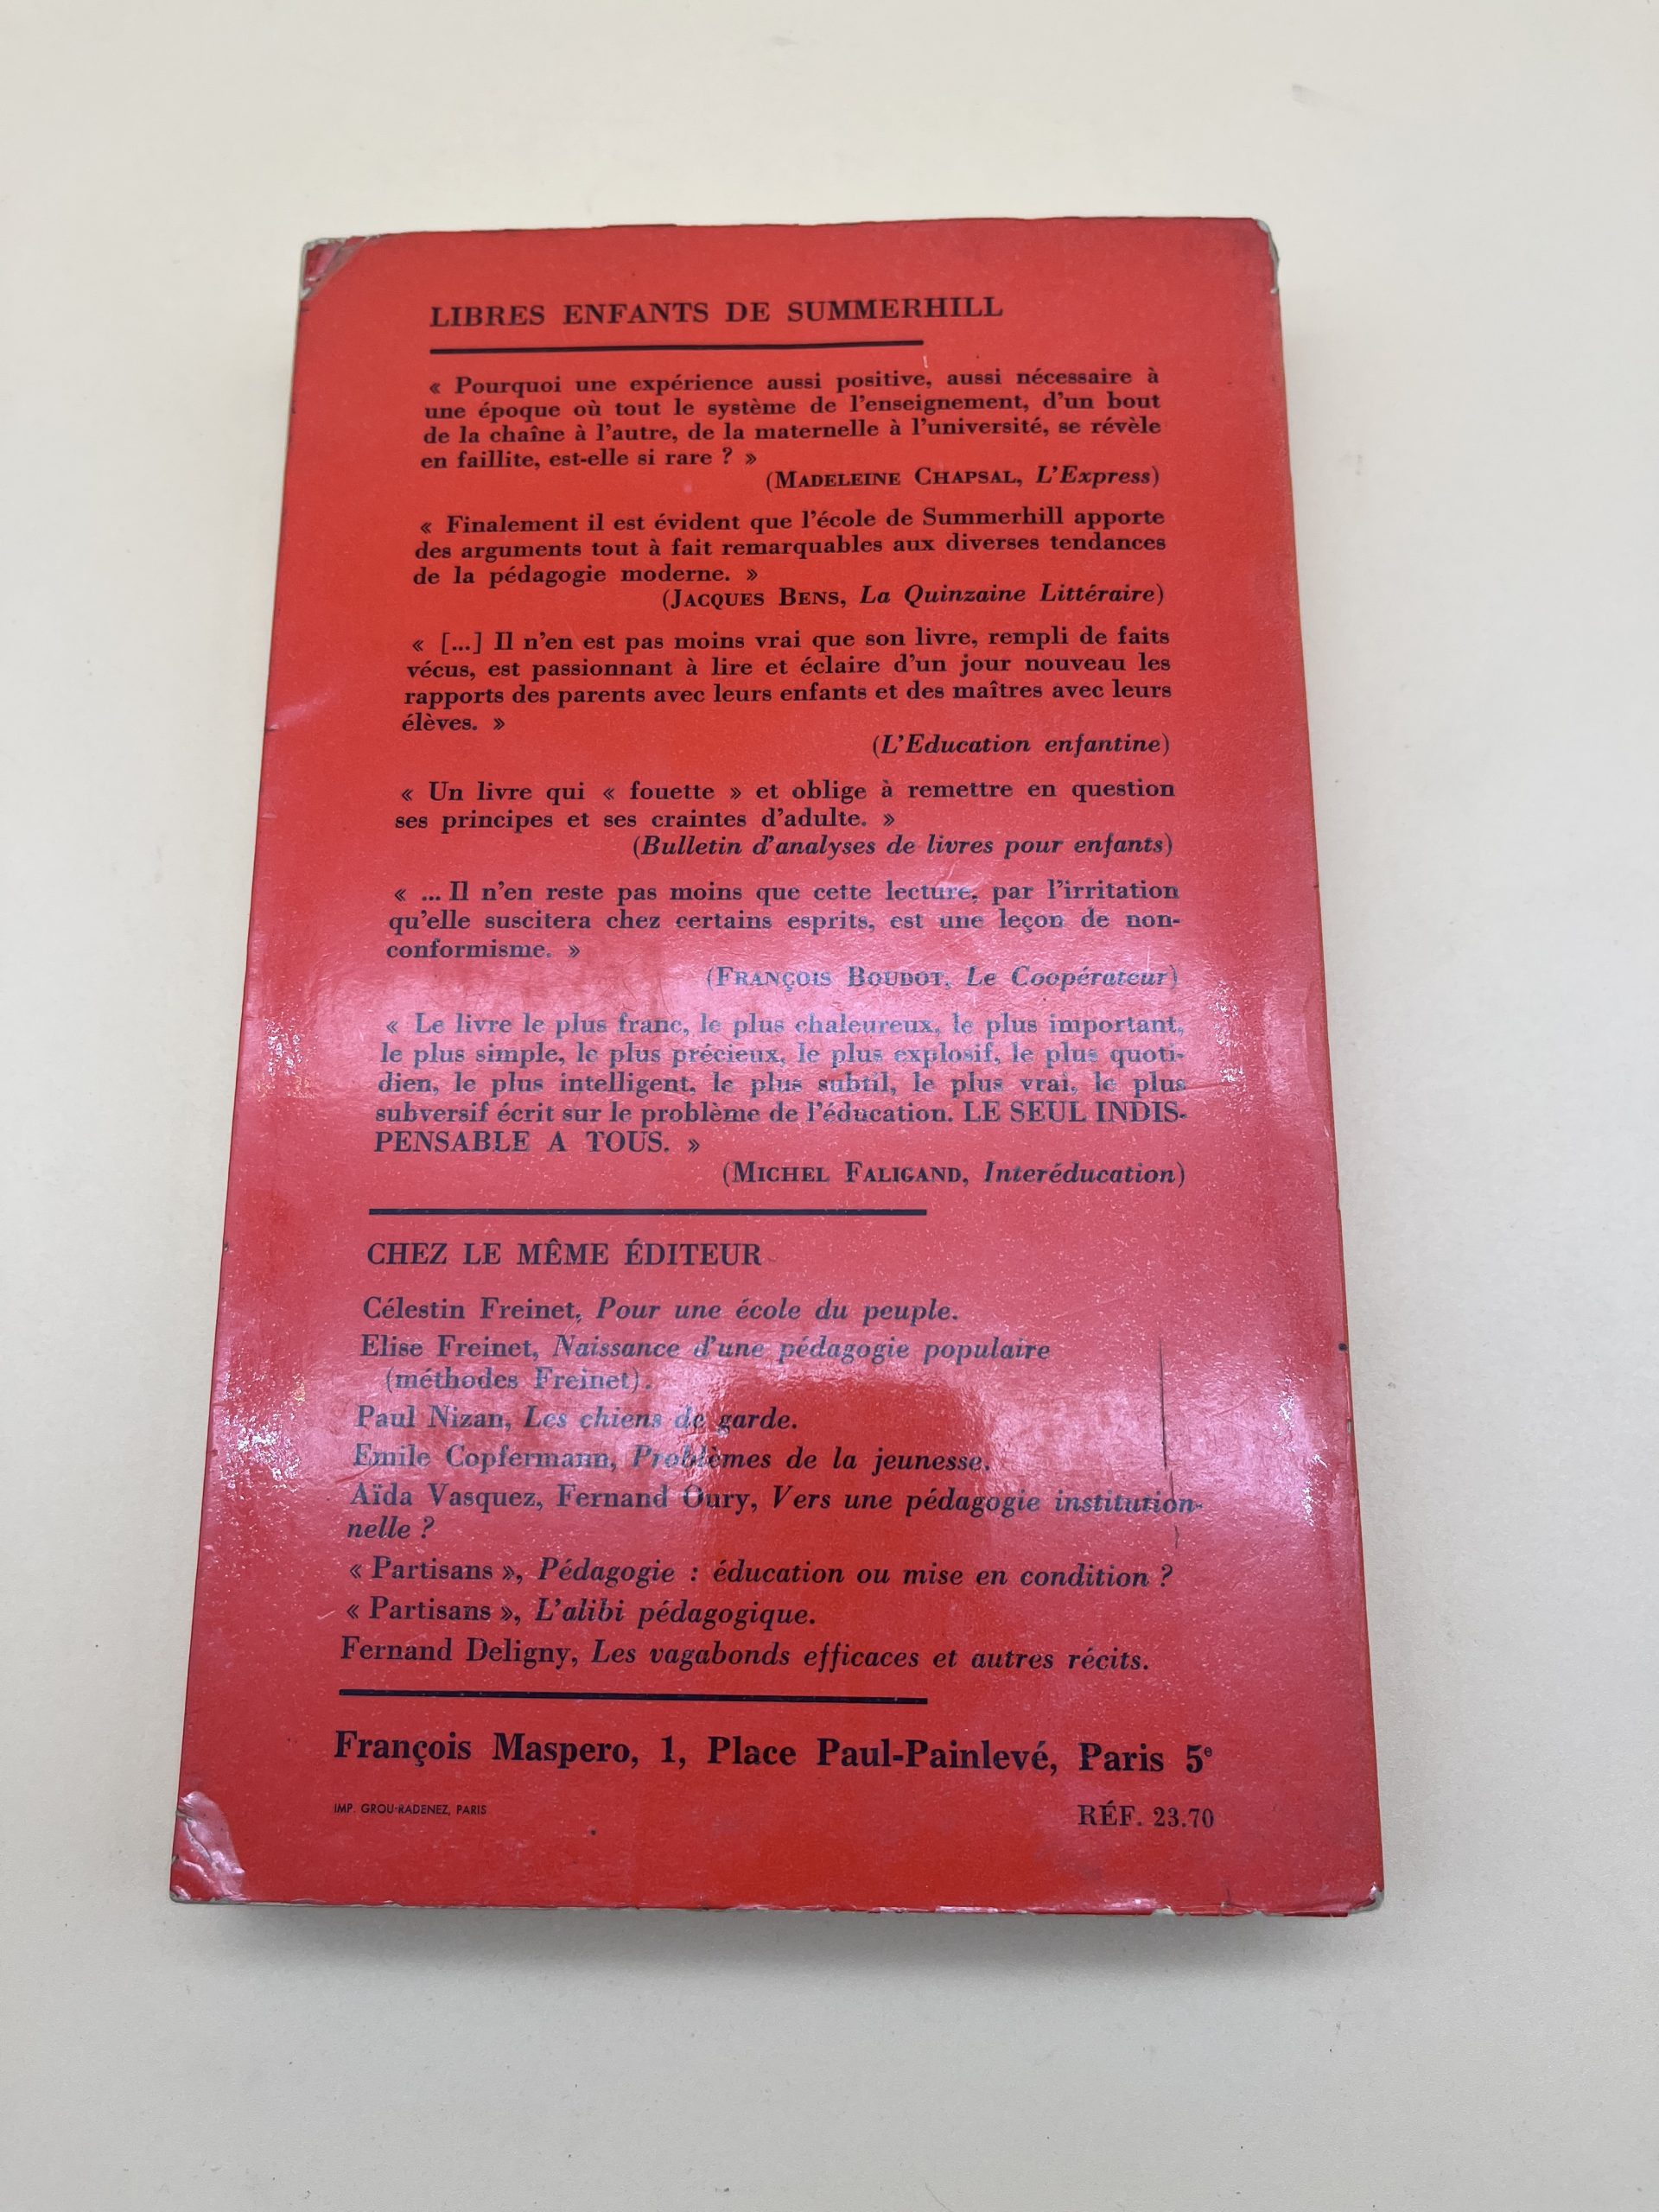 LIBRES ENFANTS DE SUMMERHILL
« Pourquoi une expérience aussi positive, aussi nécessaire à
une époque où tout le système de l'enseignement, d'un bout
de la chaîne à l'autre, de la maternelle à l'université, se révèle
en faillite, est-elle si rare ? »
(MADELEINE CHAPSAL, L'Express)
« Finalement il est évident que l'école de Summerhill apporte
des arguments tout à fait remarquables aux diverses tendances
de la pédagogie moderne. »
(JACQUES BENS, La Quinzaine Littéraire)
« [...] Il n'en est pas moins vrai que son livre, rempli de faits
vécus, est passionnant à lire et éclaire d'un jour nouveau les
rapports des parents avec leurs enfants et des maîtres avec leurs
élèves. »
(L'Education enfantine)
« Un livre qui « fouette » et oblige à remettre en question
ses principes et ses craintes d'adulte. »
(Bulletin d'analyses de livres pour enfants)
« ... Il n'en reste pas moins que cette lecture, par l'irritation
qu'elle suscitera chez certains esprits, est une leçon de non-
conformisme. »
(FRANÇOIS BOUDOT, Le Coopérateur)
« Le livre le plus franc, le plus chaleureux, le plus important,
le plus simple, le plus précieux, le plus explosif, le plus quoti-
dien, le plus intelligent, le plus subtil, le plus vrai, le plus
subversif écrit sur le problème de l'éducation. LE SEUL INDIS-
PENSABLE A TOUS. »
(MICHEL FALIGAND, Interéducation)
CHEZ LE MÊME ÉDITEUR
Célestin Freinet, Pour une école du peuple.
Elise Freinet, Naissance d'une pédagogie populaire
(méthodes Freinet).
Paul Nizan, Les chiens de garde.
Emile Copfermann, Problèmes de la jeunesse.
Aïda Vasquez, Fernand Oury, Vers une pédagogie institution-
nelle ?
« Partisans », Pédagogie : éducation ou mise en condition ?
« Partisans », L'alibi pédagogique.
Fernand Deligny, Les vagabonds efficaces et autres récits.
François Maspero, 1, Place Paul-Painlevé, Paris 5e
IMP. GROU-RADENEZ, PARIS
RÉF. 23.70